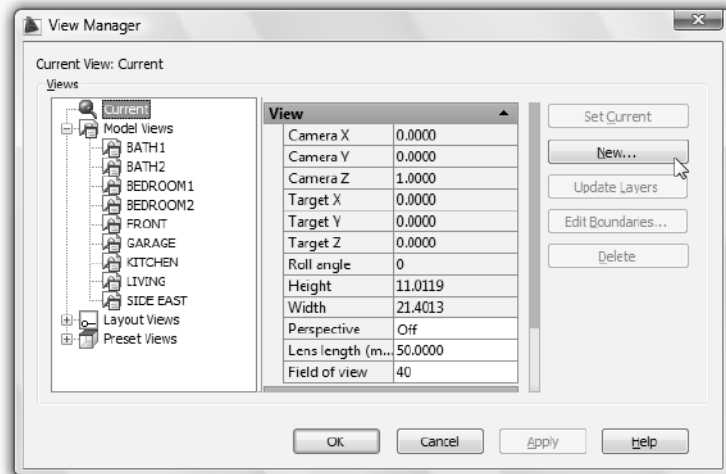 View Manager
Current View: Current
Views
Current
Model Views
BATH1
BATH2
BEDROOM1
BEDROOM2
FRONT
GARAGE
KITCHEN
LIVING
SIDE EAST
Layout Views
Preset Views
View
Camera X 0.0000
Camera Y 0.0000
Camera Z 1.0000
Target X 0.0000
Target Y 0.0000
Target Z 0.0000
Roll angle 0
Height 11.0119
Width 21.4013
Perspective Off
Lens length (m... 50.0000
Field of view 40
Set Current
New...
Update Layers
Edit Boundaries...
Delete
OK Cancel Apply Help